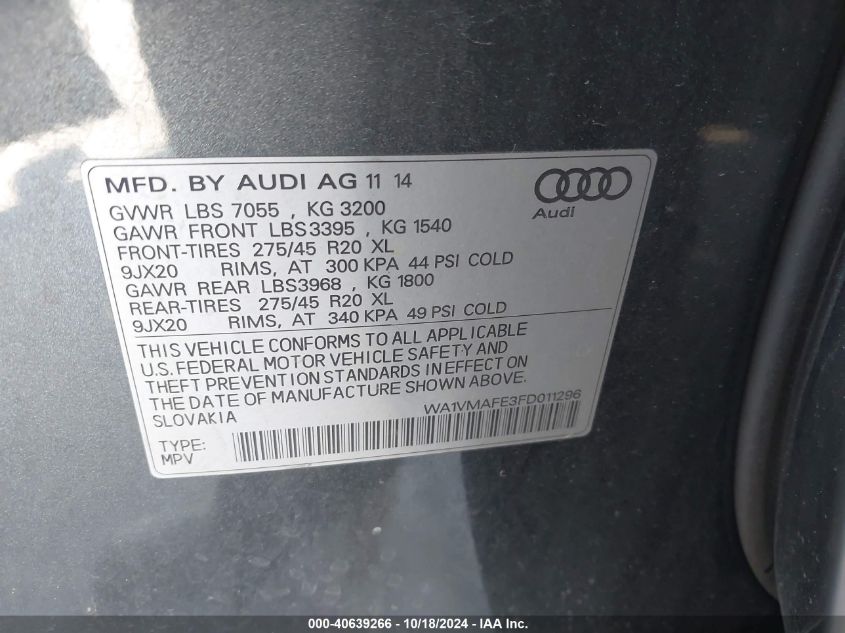 MFD. BY AUDI AG 11 14
Audi
GVWR LBS 7055 , KG 3200
GAWR FRONT LBS3395 , KG 1540
FRONT-TIRES 275/45 R20 XL
9JX20 RIMS, AT 300 KPA 44 PSI COLD
GAWR REAR LBS3968 , KG 1800
REAR-TIRES 275/45 R20 XL
9JX20 RIMS, AT 340 KPA 49 PSI COLD
THIS VEHICLE CONFORMS TO ALL APPLICABLE
U.S. FEDERAL MOTOR VEHICLE SAFETY AND
THEFT PREVENTION STANDARDS IN EFFECT ON
THE DATE OF MANUFACTURE SHOWN ABOVE.
SLOVAKIA
WA1VMAFE3FD011296
TYPE:
MPV
000-40639266 - 10/18/2024 - IAA Inc.